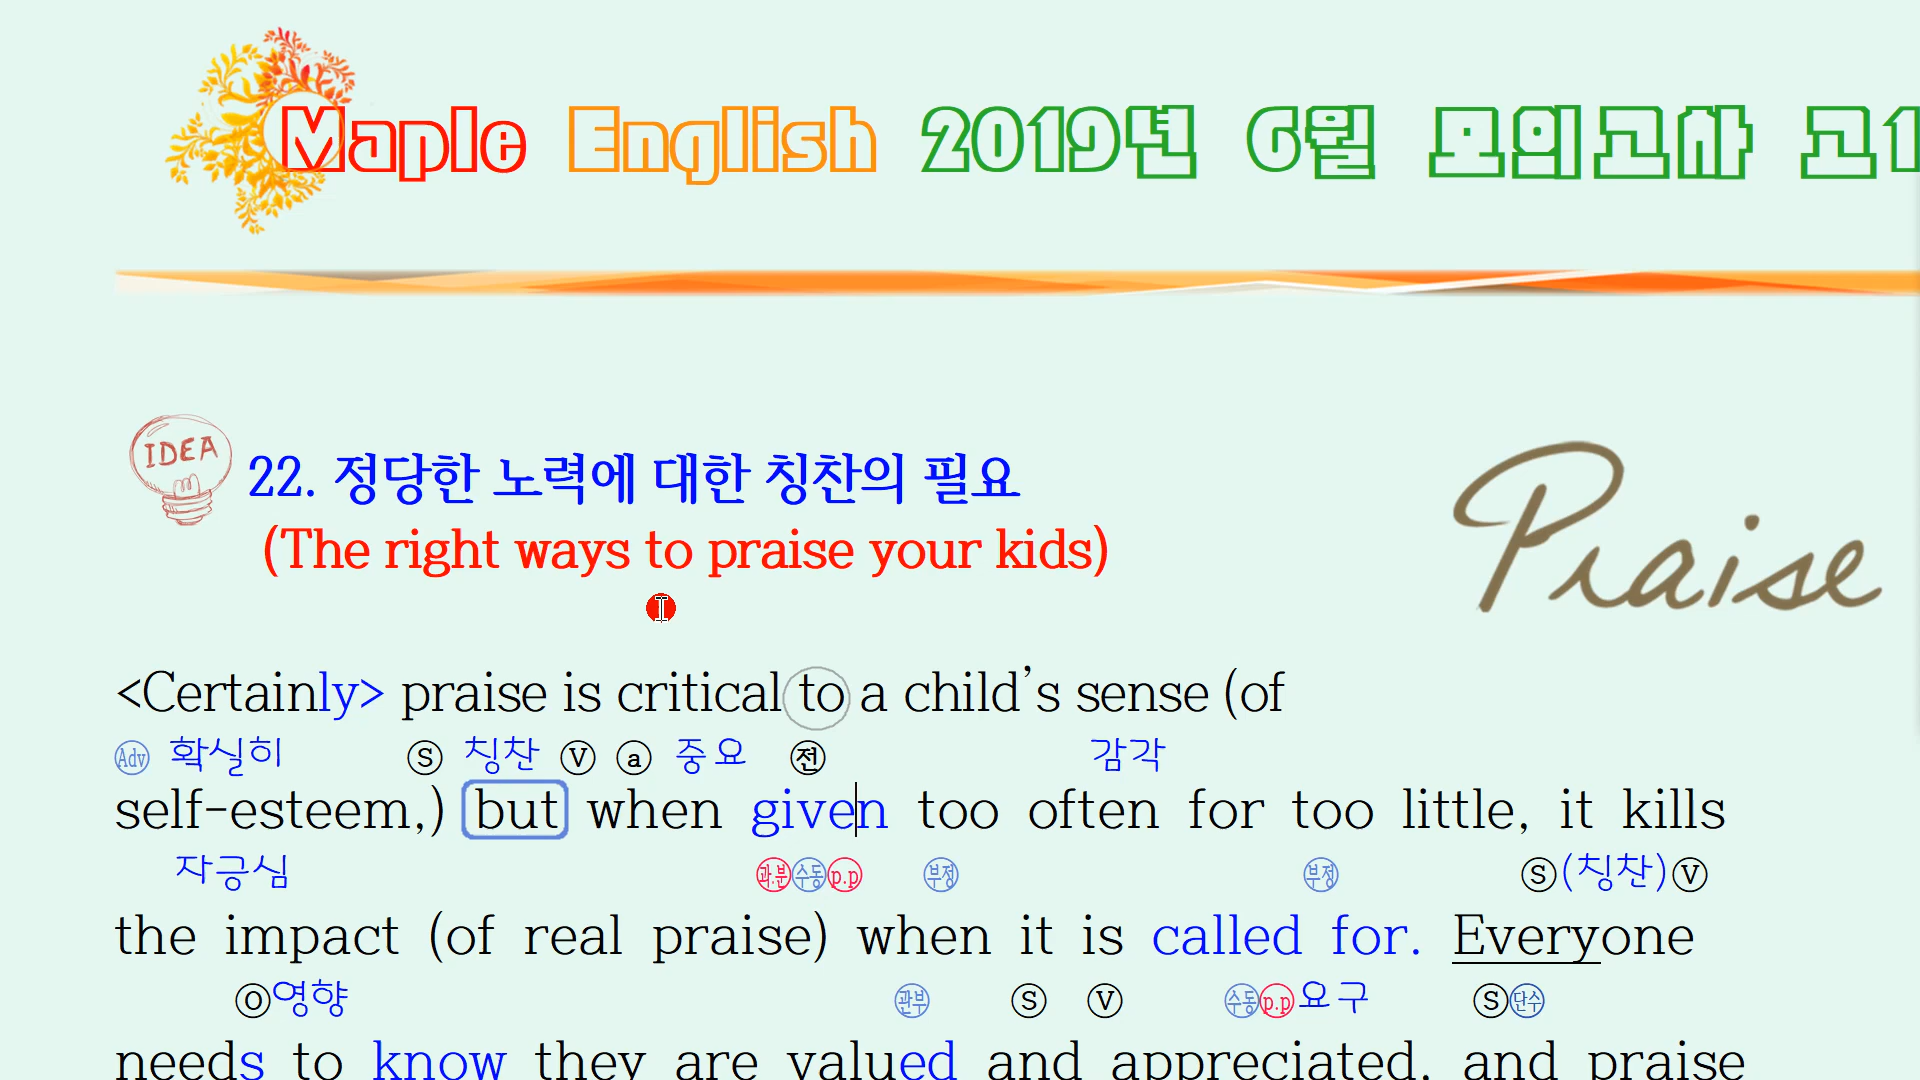 Maple English 2019년 6월 모의고사 고1
IDEA
22. 정당한 노력에 대한 칭찬의 필요
(The right ways to praise your kids)
Praise
<Certainly> praise is critical to a child's sense (of
Adv 확실히 S 칭찬 V a 중요 전 감각
self-esteem,) but when given too often for too little, it kills
자긍심 과.분 수동 p.p 부정 부정 S (칭찬) V
the impact (of real praise) when it is called for. Everyone
O 영향 관부 S V 수동 p.p 요구 S 단수
needs to know they are valued and appreciated, and praise